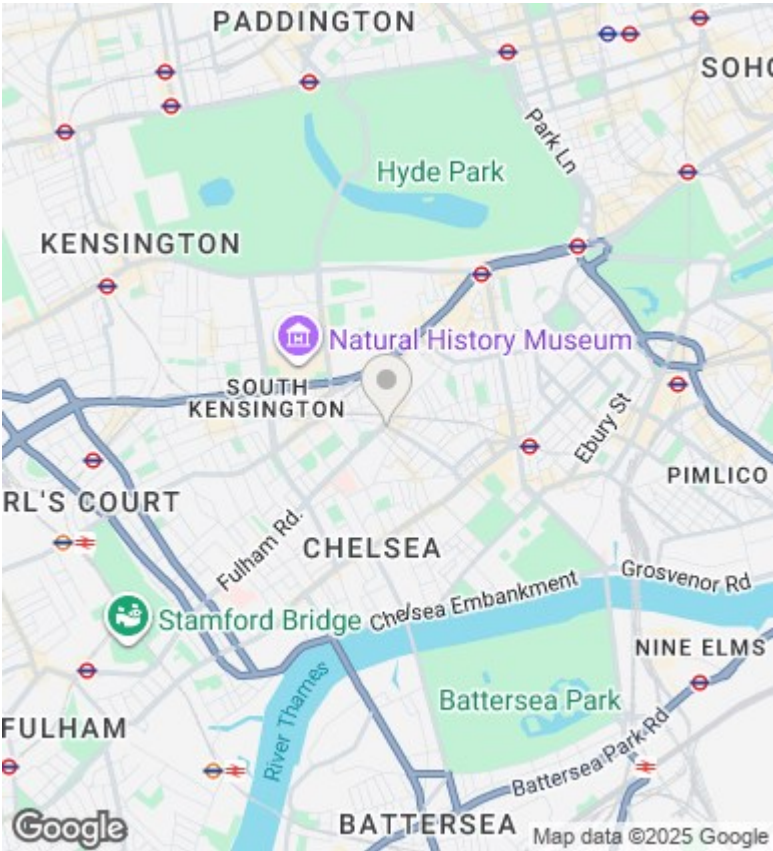 PADDINGTON
SOHO
Park Ln
Hyde Park
KENSINGTON
Natural History Museum
SOUTH
KENSINGTON
Ebury St
PIMLICO
RL'S COURT
Fulham Rd.
CHELSEA
Grosvenor Rd
Chelsea Embankment
Stamford Bridge
NINE ELMS
River Thames
Battersea Park
FULHAM
Battersea Park Rd
BATTERSEA
Google
Map data ©2025 Google